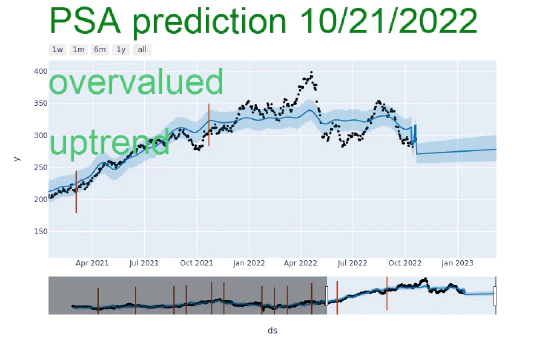 PSA prediction 10/21/2022
1w 1m 6m 1y all
overvalued
uptrend
400
350
300
250
200
150
y
Apr 2021 Jul 2021 Oct 2021 Jan 2022 Apr 2022 Jul 2022 Oct 2022 Jan 2023
ds